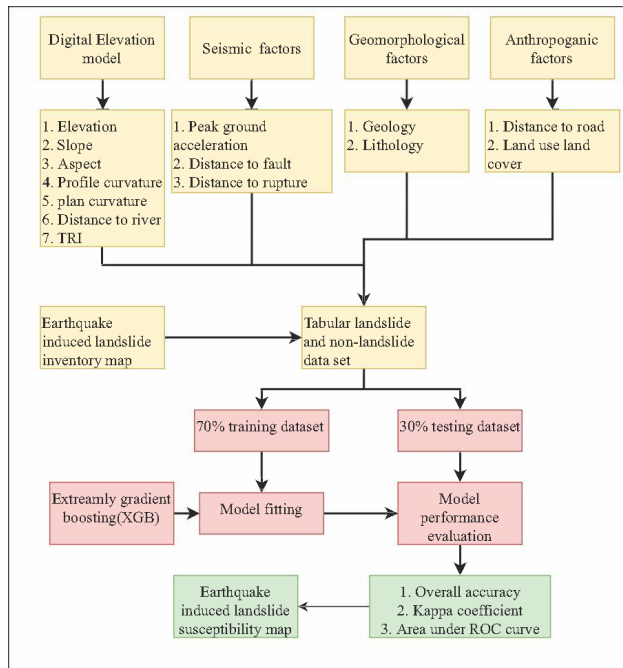 Digital Elevation
model
Seismic factors
Geomorphological
factors
Anthropoganic
factors
1. Elevation
2. Slope
3. Aspect
4. Profile curvature
5. plan curvature
6. Distance to river
7. TRI
1. Peak ground
acceleration
2. Distance to fault
3. Distance to rupture
1. Geology
2. Lithology
1. Distance to road
2. Land use land
cover
Earthquake
induced landslide
inventory map
Tabular landslide
and non-landslide
data set
70% training dataset
30% testing dataset
Extreamly gradient
boosting(XGB)
Model fitting
Model
performance
evaluation
Earthquake
induced landslide
susceptibility map
1. Overall accuracy
2. Kappa coefficient
3. Area under ROC curve